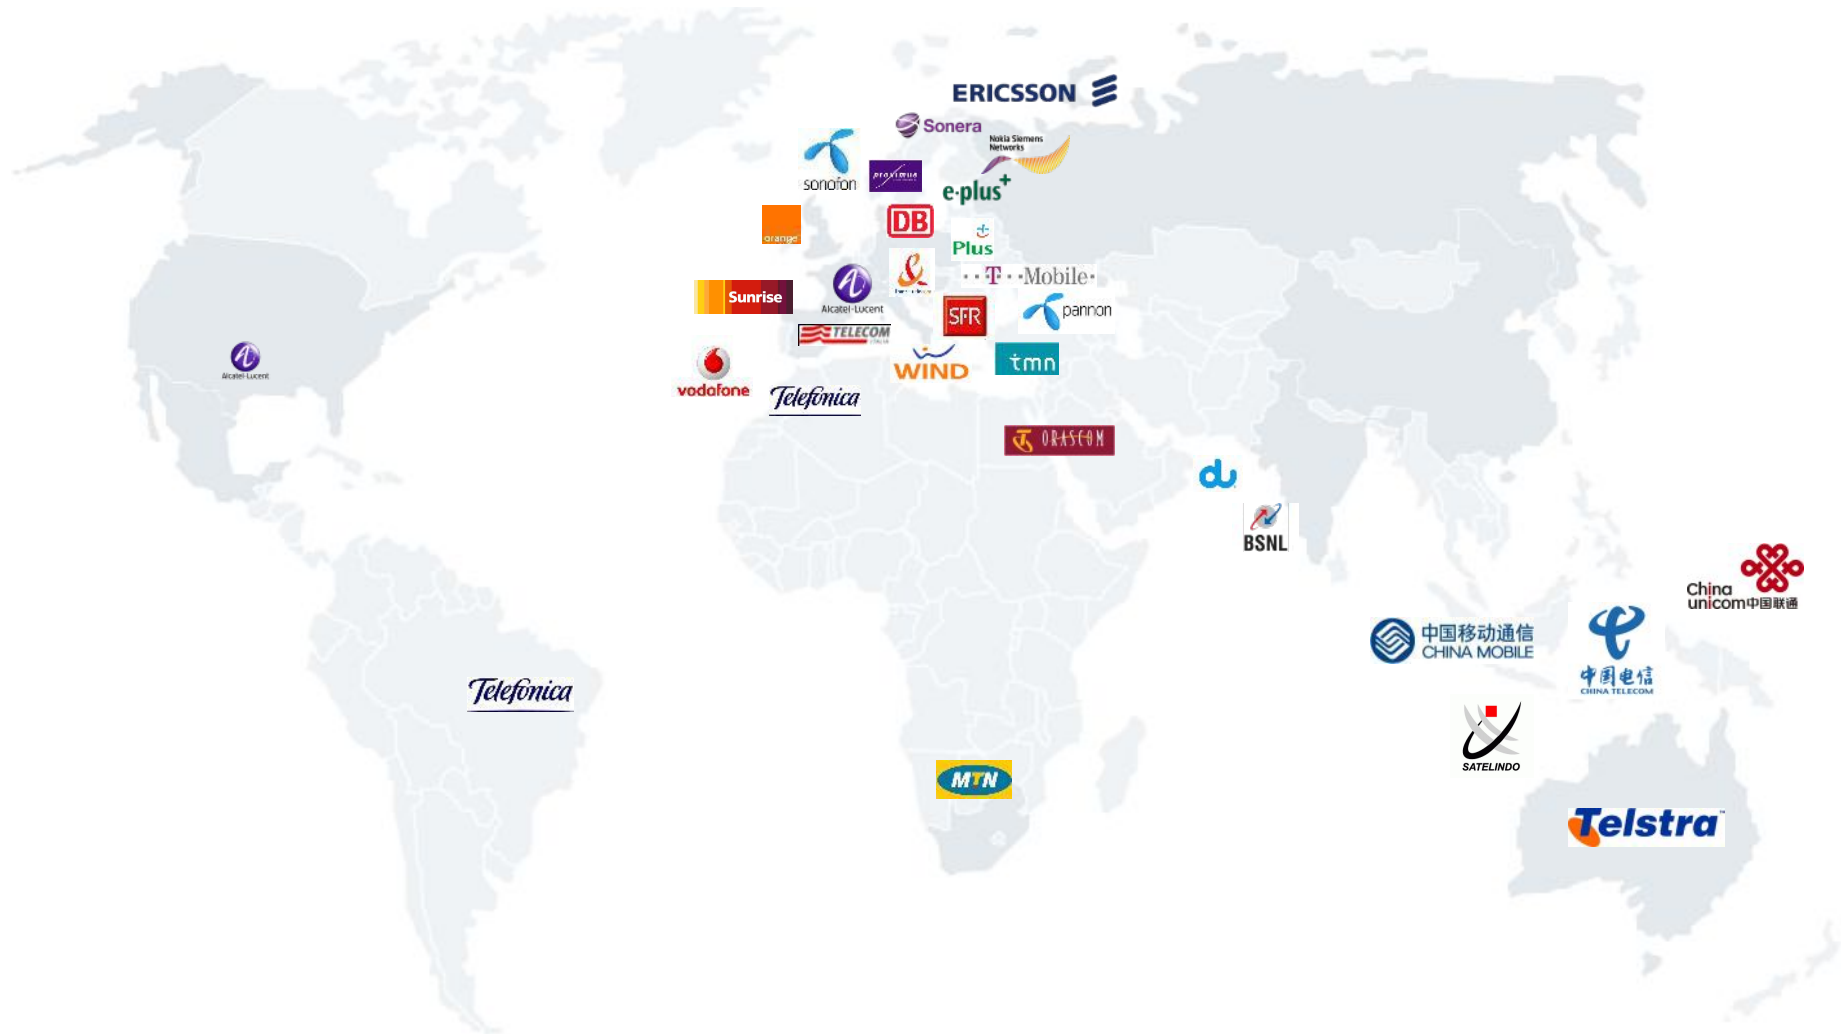 ERICSSON
Sonera
Nokia Siemens
Networks
sonofon
proximus
e·plus+
orange
DB
Plus
··T··Mobile·
Sunrise
Alcatel·Lucent
SFR
pannon
TELECOM
ITALIA
Alcatel·Lucent
vodafone
WIND
tmn
Telefónica
ORASCOM
du
BSNL
China
unicom中国联通
中国移动通信
CHINA MOBILE
中国电信
CHINA TELECOM
Telefónica
SATELINDO
MTN
Telstra